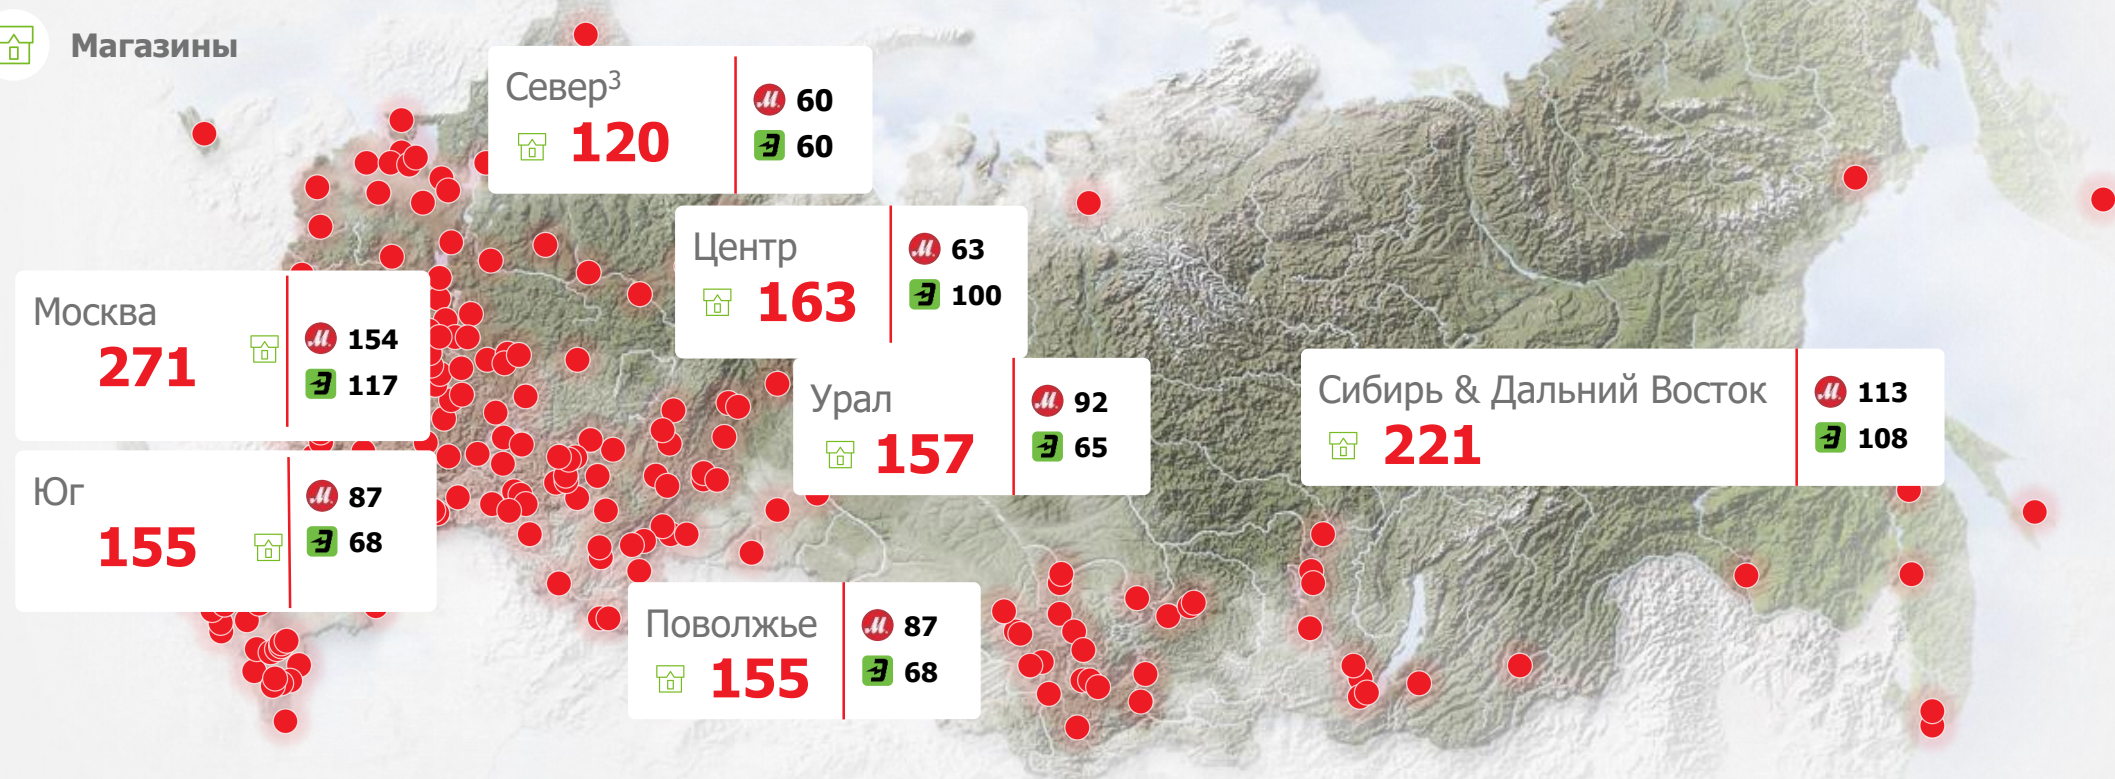 Магазины
Север³
120
М. 60
Э 60
Центр
163
М. 63
Э 100
Москва
271
М. 154
Э 117
Урал
157
М. 92
Э 65
Сибирь & Дальний Восток
221
М. 113
Э 108
Юг
155
М. 87
Э 68
Поволжье
155
М. 87
Э 68